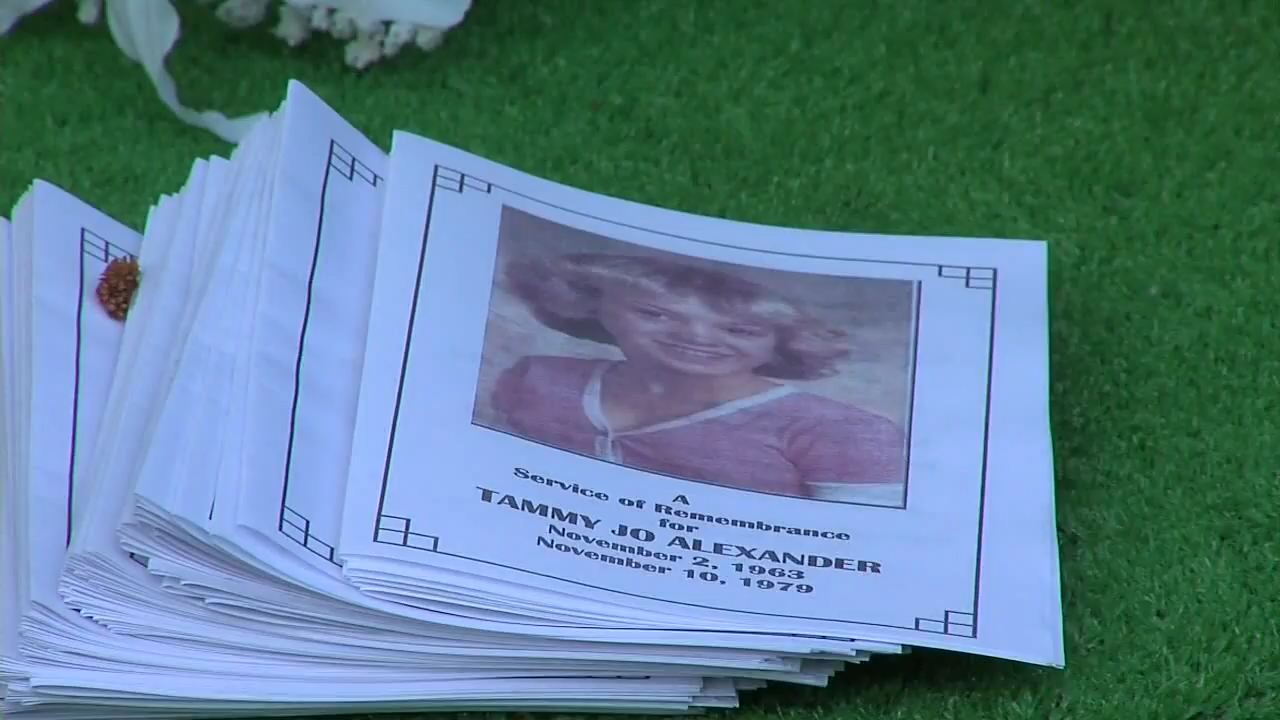 A
Service of Remembrance
for
TAMMY JO ALEXANDER
November 2, 1963
November 10, 1979